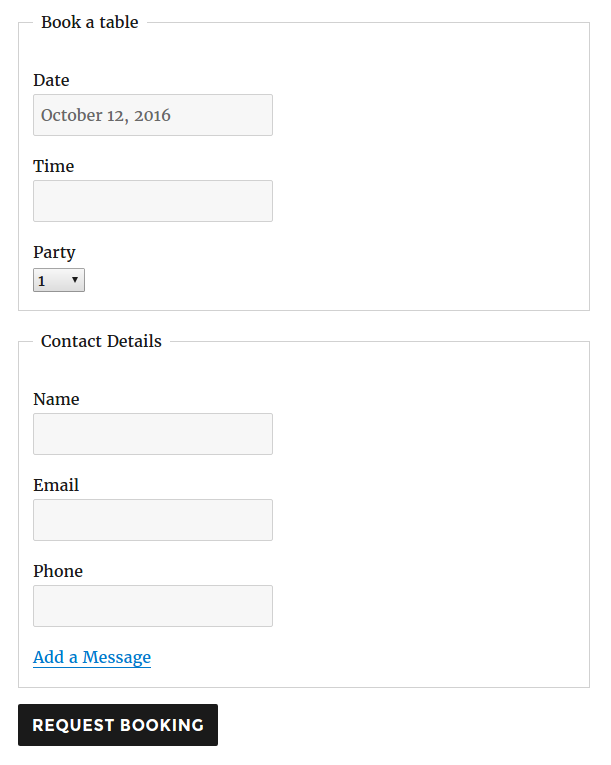 Book a table
Date
October 12, 2016
Time
Party
1
Contact Details
Name
Email
Phone
Add a Message
REQUEST BOOKING